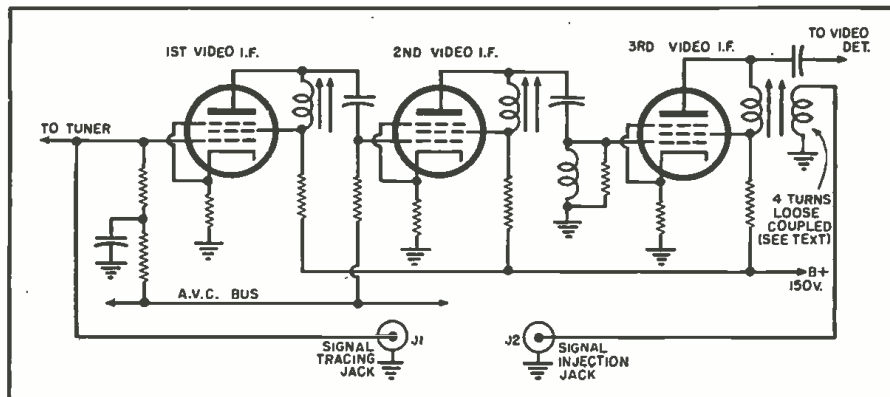 1ST VIDEO I.F.
2ND VIDEO I.F.
3RD VIDEO I.F.
TO VIDEO
DET.
TO TUNER
4 TURNS
LOOSE
COUPLED
(SEE TEXT)
B+
150V.
A.V.C. BUS
J1
SIGNAL
TRACING
JACK
J2
SIGNAL
INJECTION
JACK